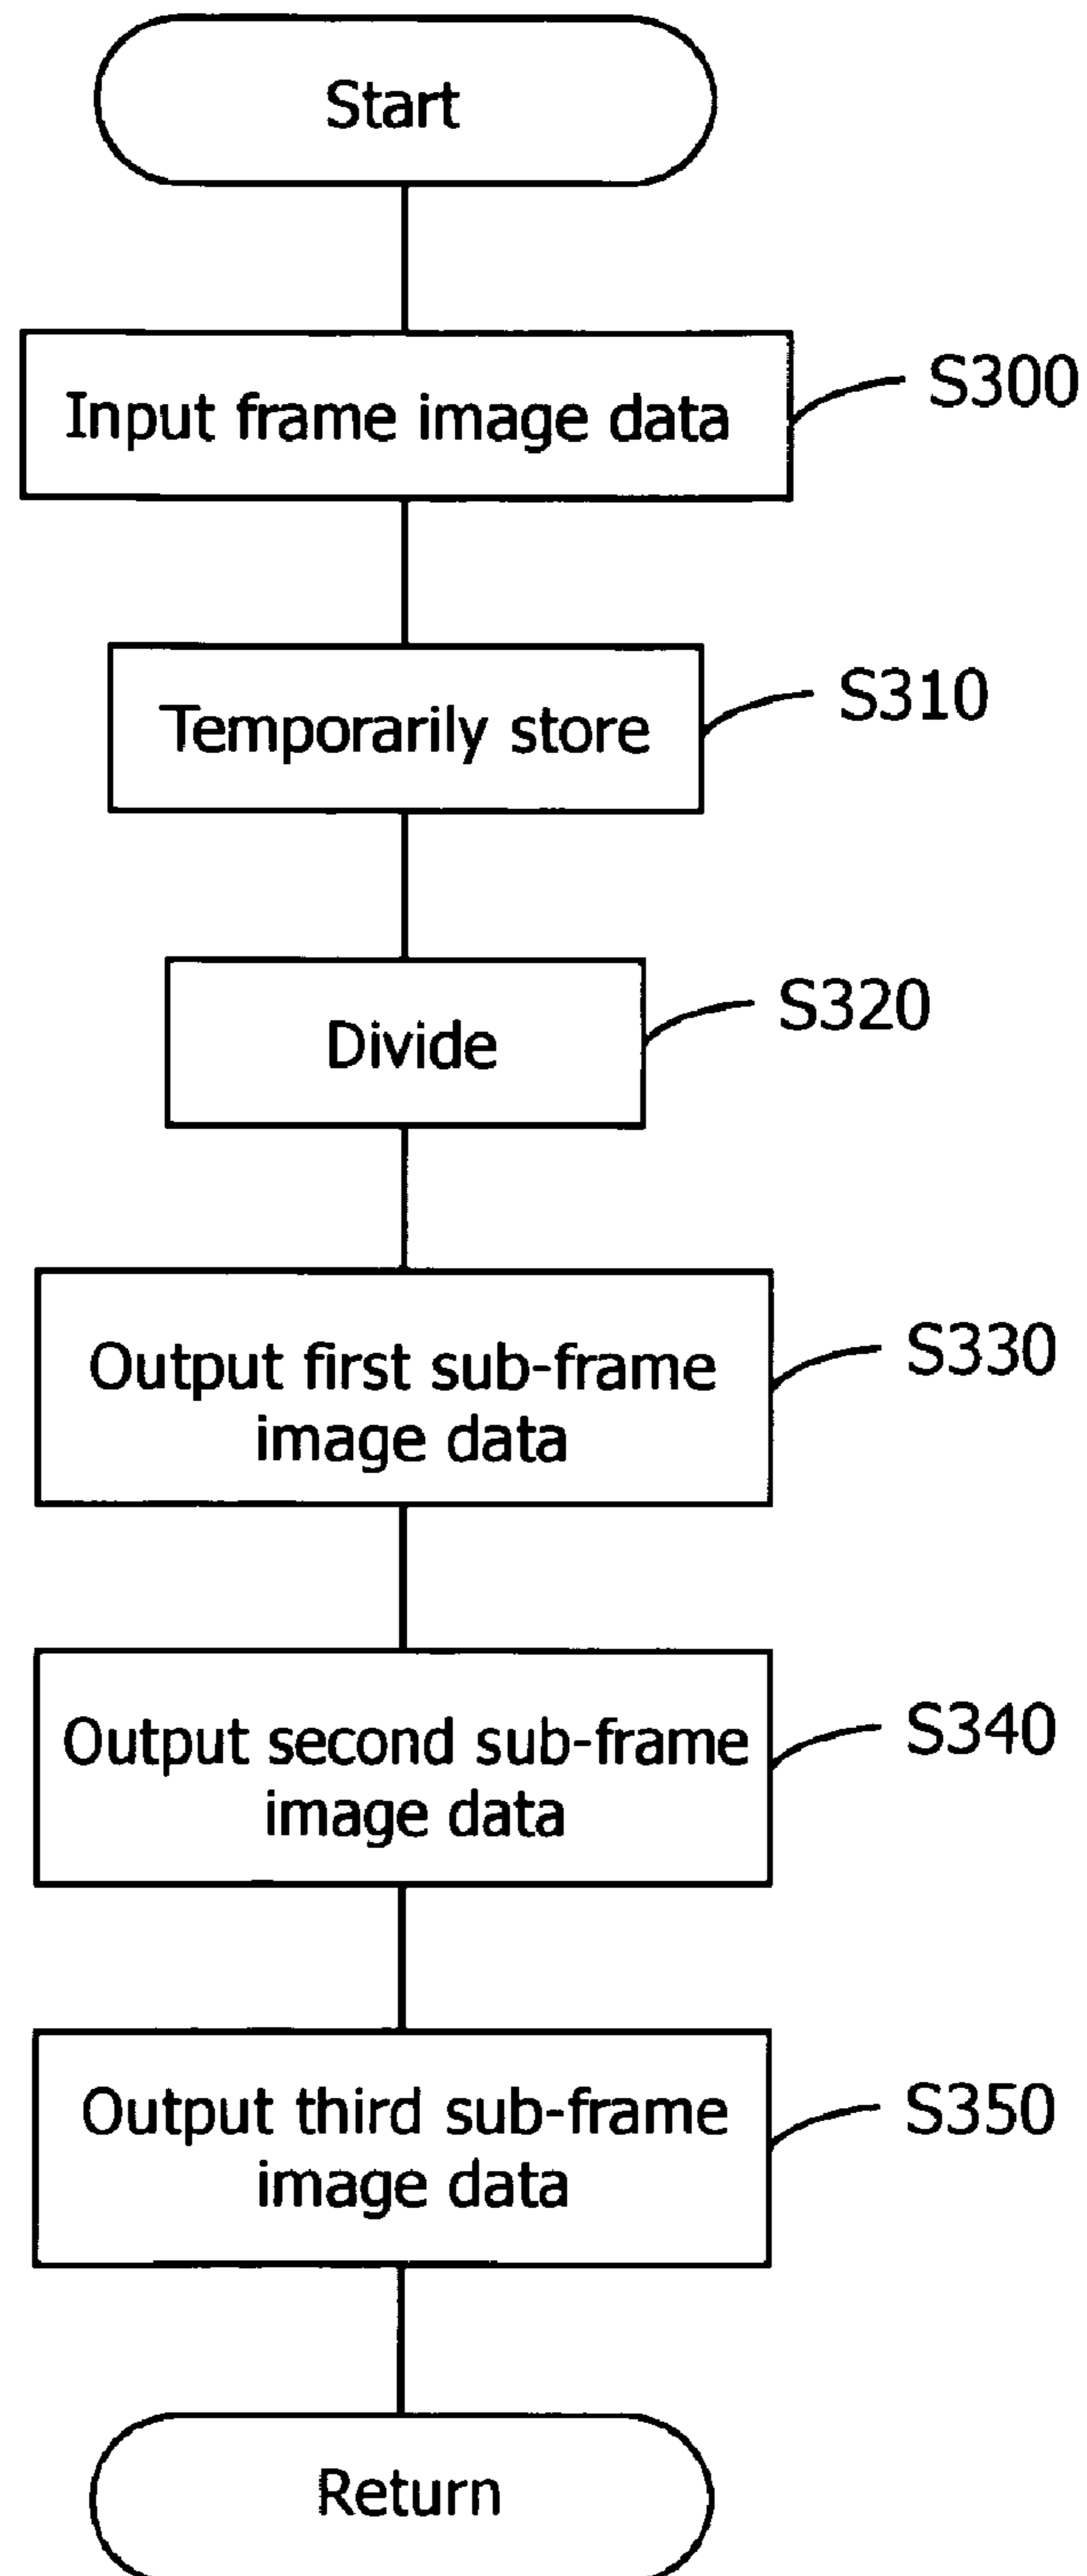 Start
Input frame image data
S300
Temporarily store
S310
Divide
S320
Output first sub-frame
image data
S330
Output second sub-frame
image data
S340
Output third sub-frame
image data
S350
Return